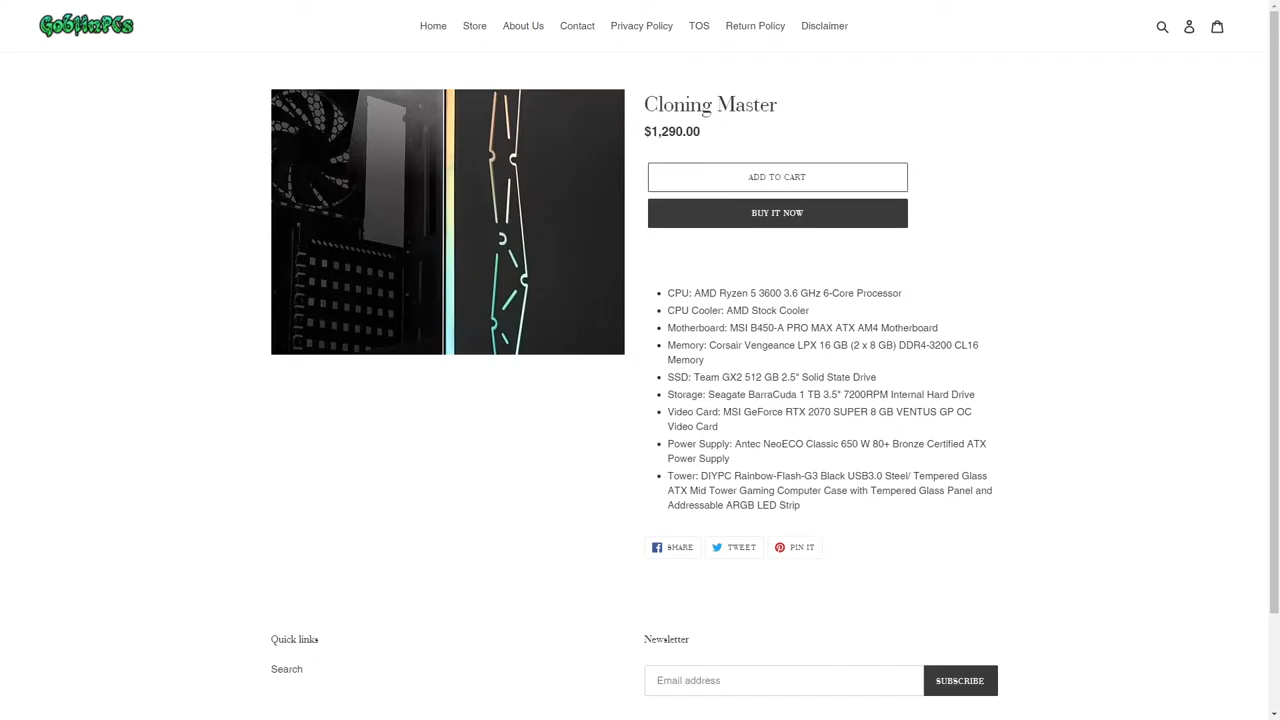 Go6linPCs
Home Store About Us Contact Privacy Policy TOS Return Policy Disclaimer
Cloning Master
$1,290.00
ADD TO CART
BUY IT NOW
CPU: AMD Ryzen 5 3600 3.6 GHz 6-Core Processor
CPU Cooler: AMD Stock Cooler
Motherboard: MSI B450-A PRO MAX ATX AM4 Motherboard
Memory: Corsair Vengeance LPX 16 GB (2 x 8 GB) DDR4-3200 CL16
Memory
SSD: Team GX2 512 GB 2.5" Solid State Drive
Storage: Seagate BarraCuda 1 TB 3.5" 7200RPM Internal Hard Drive
Video Card: MSI GeForce RTX 2070 SUPER 8 GB VENTUS GP OC
Video Card
Power Supply: Antec NeoECO Classic 650 W 80+ Bronze Certified ATX
Power Supply
Tower: DIYPC Rainbow-Flash-G3 Black USB3.0 Steel/ Tempered Glass
ATX Mid Tower Gaming Computer Case with Tempered Glass Panel and
Addressable ARGB LED Strip
SHARE TWEET PIN IT
Quick links
Search
Newsletter
Email address
SUBSCRIBE